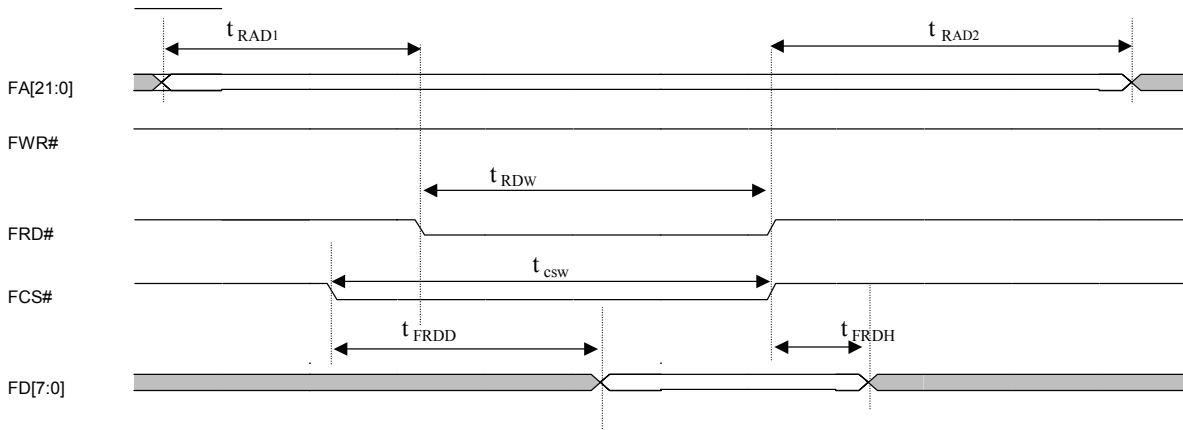 t RAD1
t RAD2
FA[21:0]
FWR#
t RDW
FRD#
t csw
FCS#
t FRDD
t FRDH
FD[7:0]